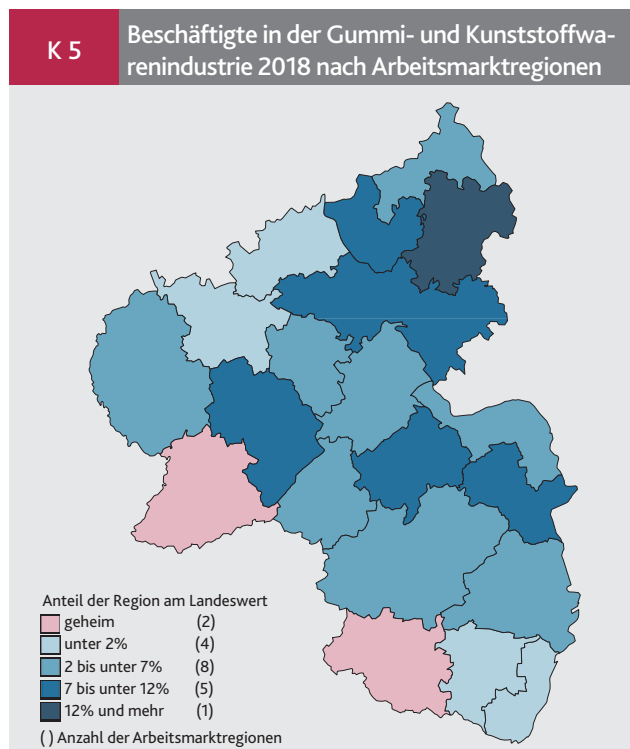 K 5
Beschäftigte in der Gummi- und Kunststoffwa-
renindustrie 2018 nach Arbeitsmarktregionen
Anteil der Region am Landeswert
geheim (2)
unter 2% (4)
2 bis unter 7% (8)
7 bis unter 12% (5)
12% und mehr (1)
( ) Anzahl der Arbeitsmarktregionen